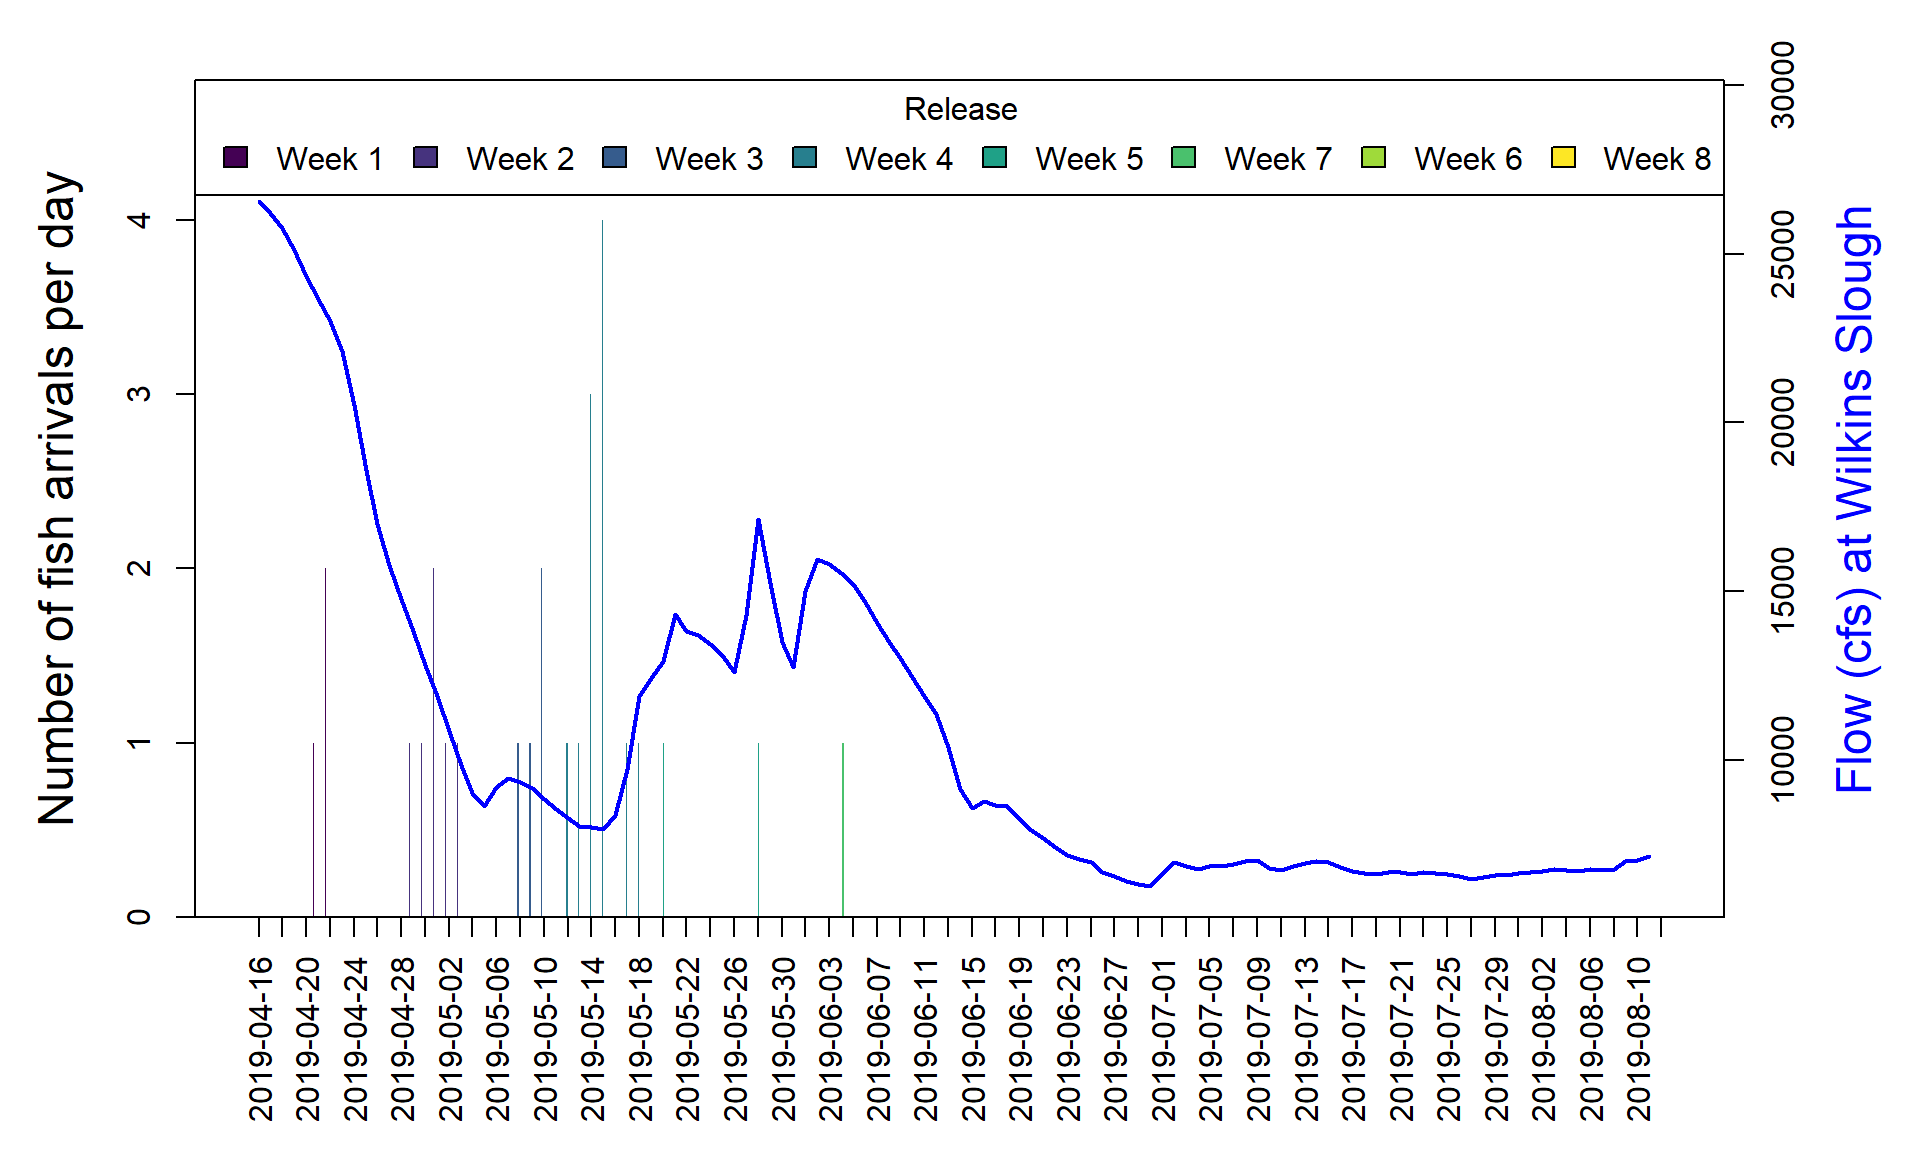 Release
Week 1 Week 2 Week 3 Week 4 Week 5 Week 7 Week 6 Week 8
Number of fish arrivals per day
0 1 2 3 4
2019-04-16 2019-04-20 2019-04-24 2019-04-28 2019-05-02 2019-05-06 2019-05-10 2019-05-14 2019-05-18 2019-05-22 2019-05-26 2019-05-30 2019-06-03 2019-06-07 2019-06-11 2019-06-15 2019-06-19 2019-06-23 2019-06-27 2019-07-01 2019-07-05 2019-07-09 2019-07-13 2019-07-17 2019-07-21 2019-07-25 2019-07-29 2019-08-02 2019-08-06 2019-08-10
10000 15000 20000 25000 30000
Flow (cfs) at Wilkins Slough